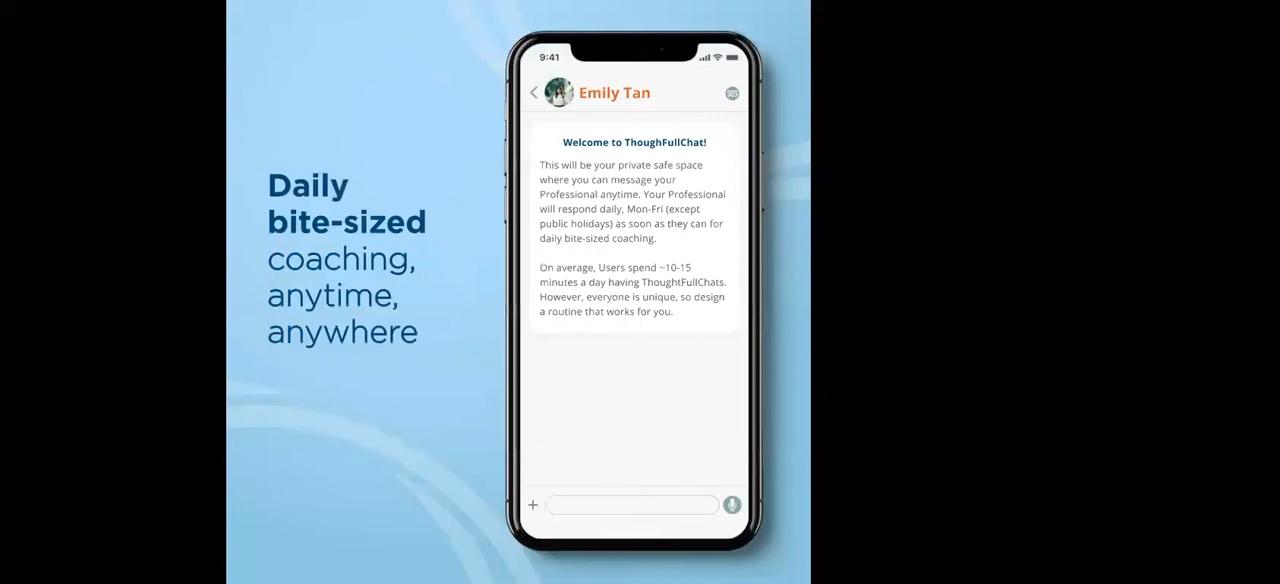 Daily
bite-sized
coaching,
anytime,
anywhere
9:41
Emily Tan
SOS
Welcome to ThoughFullChat!
This will be your private safe space
where you can message your
Professional anytime. Your Professional
will respond daily, Mon-Fri (except
public holidays) as soon as they can for
daily bite-sized coaching.
On average, Users spend ~10-15
minutes a day having ThoughtFullChats.
However, everyone is unique, so design
a routine that works for you.